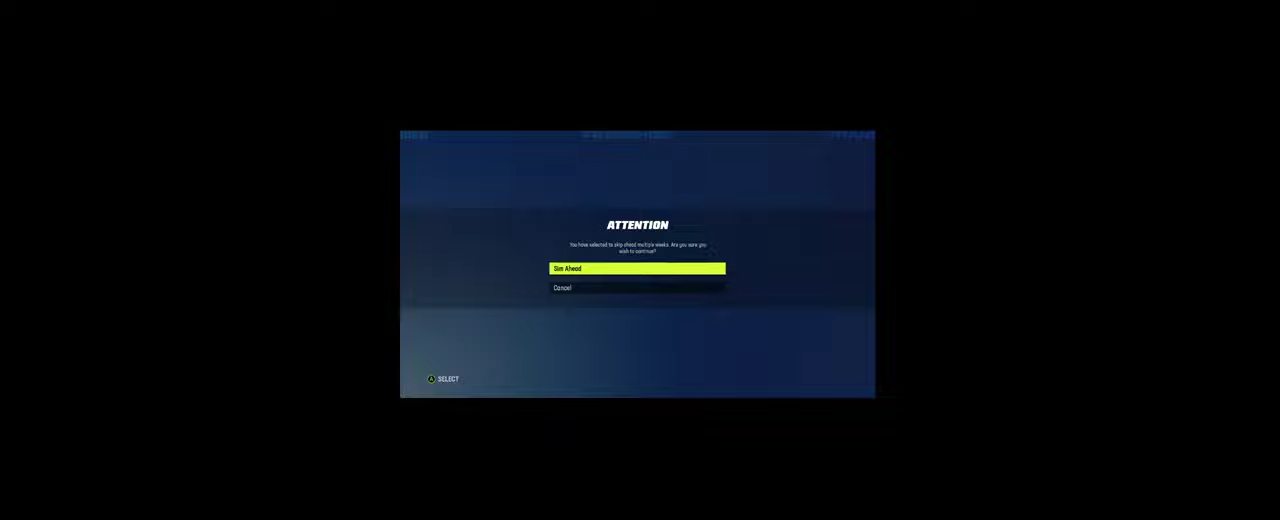 ATTENTION
You have selected to skip ahead multiple weeks. Are you sure you
wish to continue?
Sim Ahead
Cancel
A SELECT